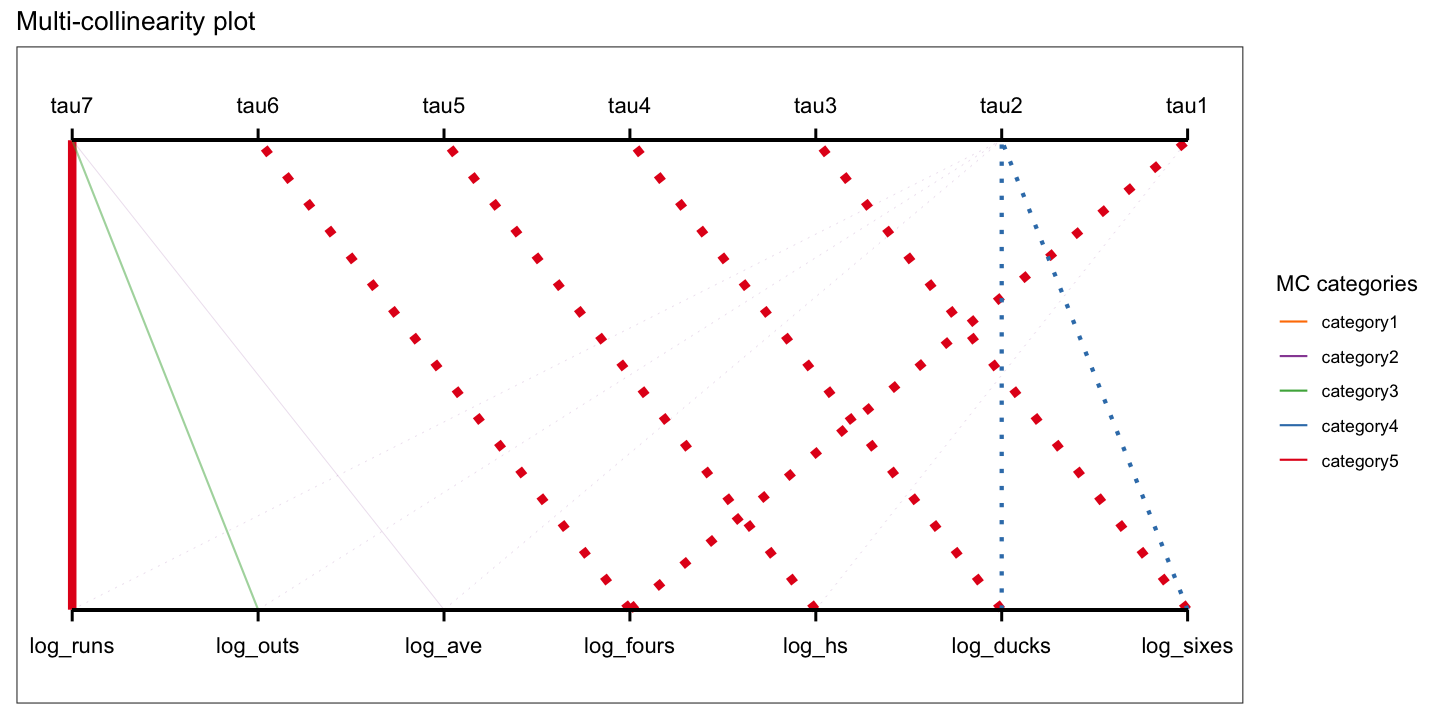 Multi-collinearity plot
tau7 tau6 tau5 tau4 tau3 tau2 tau1
log_runs log_outs log_ave log_fours log_hs log_ducks log_sixes
MC categories
category1
category2
category3
category4
category5